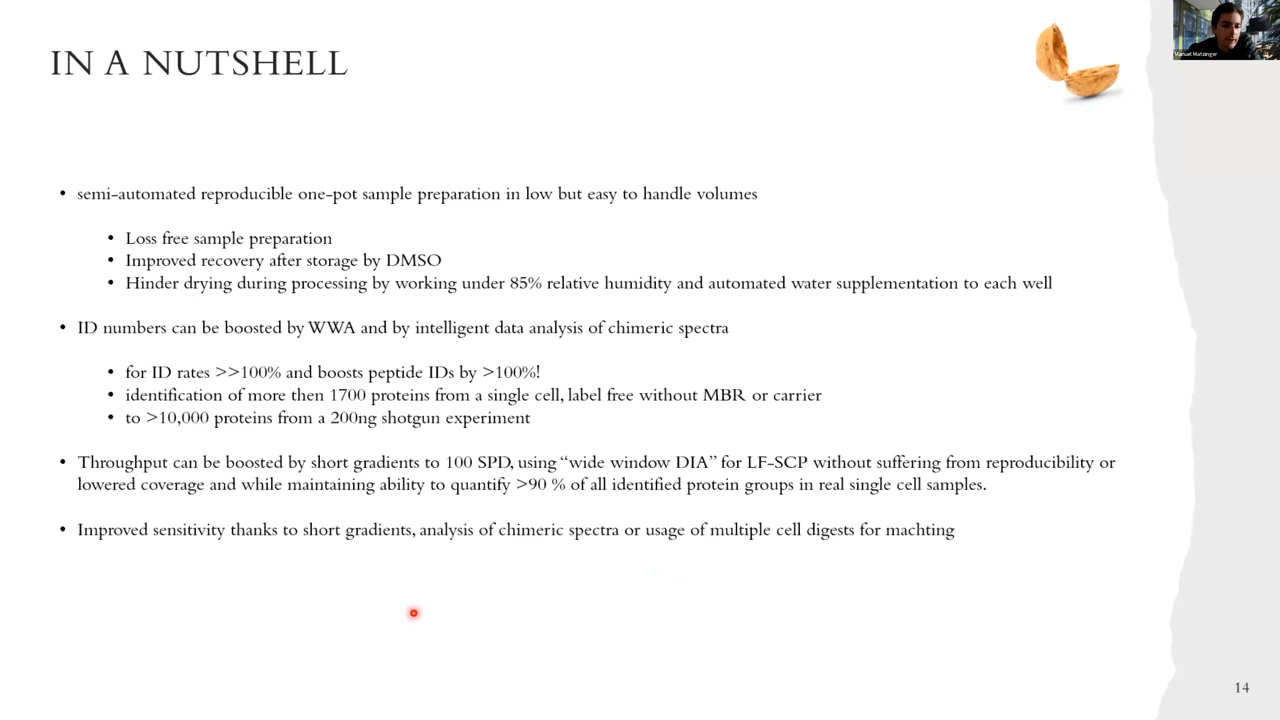 IN A NUTSHELL
Manuel Matzinger
• semi-automated reproducible one-pot sample preparation in low but easy to handle volumes
• Loss free sample preparation
• Improved recovery after storage by DMSO
• Hinder drying during processing by working under 85% relative humidity and automated water supplementation to each well
• ID numbers can be boosted by WWA and by intelligent data analysis of chimeric spectra
• for ID rates >>100% and boosts peptide IDs by >100%!
• identification of more then 1700 proteins from a single cell, label free without MBR or carrier
• to >10,000 proteins from a 200ng shotgun experiment
• Throughput can be boosted by short gradients to 100 SPD, using “wide window DIA” for LF-SCP without suffering from reproducibility or
lowered coverage and while maintaining ability to quantify >90 % of all identified protein groups in real single cell samples.
• Improved sensitivity thanks to short gradients, analysis of chimeric spectra or usage of multiple cell digests for machting
14